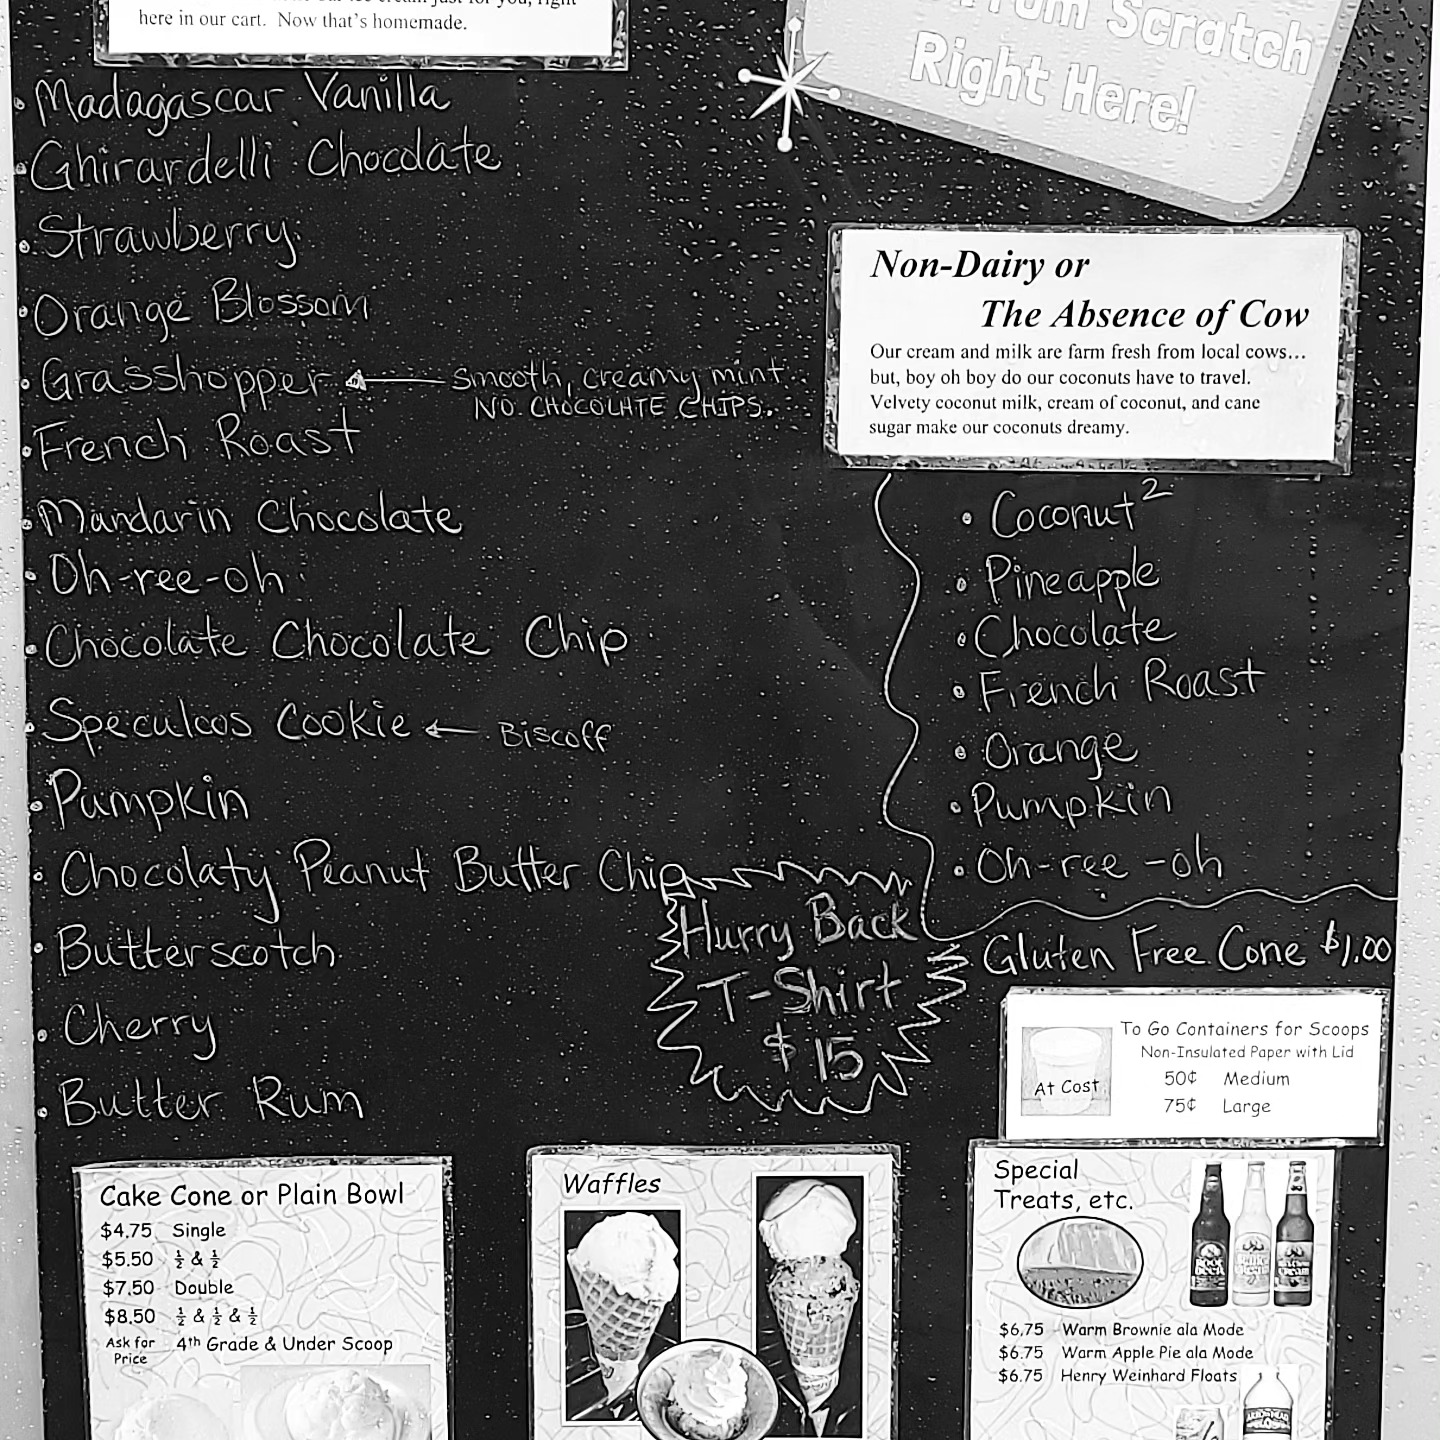 here in our cart. Now that's homemade.
From Scratch
Right Here!
• Madagascar Vanilla
• Ghirardelli Chocolate
• Strawberry
• Orange Blossom
• Grasshopper ← smooth, creamy mint
NO CHOCOLATE CHIPS.
• French Roast
• Mandarin Chocolate
• Oh-ree-oh
• Chocolate Chocolate Chip
• Speculoos Cookie ← Biscoff
• Pumpkin
• Chocolaty Peanut Butter Chip
• Butterscotch
• Cherry
• Butter Rum
Non-Dairy or
The Absence of Cow
Our cream and milk are farm fresh from local cows...
but, boy oh boy do our coconuts have to travel.
Velvety coconut milk, cream of coconut, and cane
sugar make our coconuts dreamy.
• Coconut²
• Pineapple
• Chocolate
• French Roast
• Orange
• Pumpkin
• Oh-ree-oh
Hurry Back
T-Shirt
$15
Gluten Free Cone $1.00
To Go Containers for Scoops
Non-Insulated Paper with Lid
At Cost
50¢ Medium
75¢ Large
Cake Cone or Plain Bowl
$4.75 Single
$5.50 ½ & ½
$7.50 Double
$8.50 ½ & ½ & ½
Ask for Price 4th Grade & Under Scoop
Waffles
Special
Treats, etc.
$6.75 Warm Brownie ala Mode
$6.75 Warm Apple Pie ala Mode
$6.75 Henry Weinhard Floats